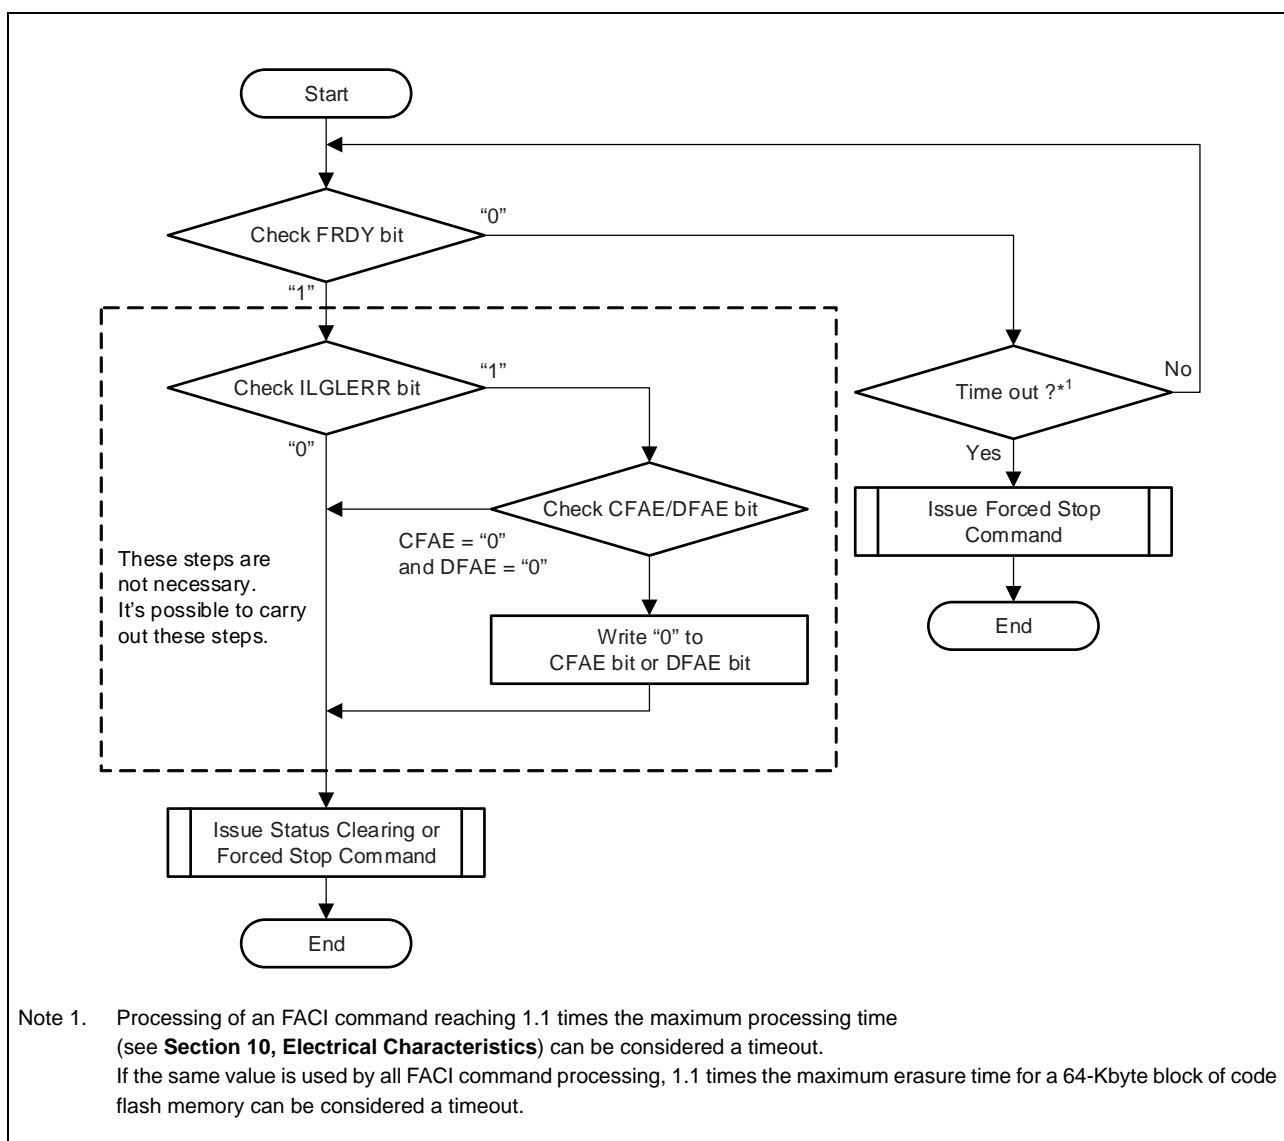 Start
Check FRDY bit
“0”
“1”
Check ILGLERR bit
“1”
“0”
Time out ?*1
No
Yes
Check CFAE/DFAE bit
CFAE = “0”
and DFAE = “0”
Issue Forced Stop
Command
These steps are
not necessary.
It's possible to carry
out these steps.
Write “0” to
CFAE bit or DFAE bit
End
Issue Status Clearing or
Forced Stop Command
End
Note 1. Processing of an FACI command reaching 1.1 times the maximum processing time
(see Section 10, Electrical Characteristics) can be considered a timeout.
If the same value is used by all FACI command processing, 1.1 times the maximum erasure time for a 64-Kbyte block of code
flash memory can be considered a timeout.